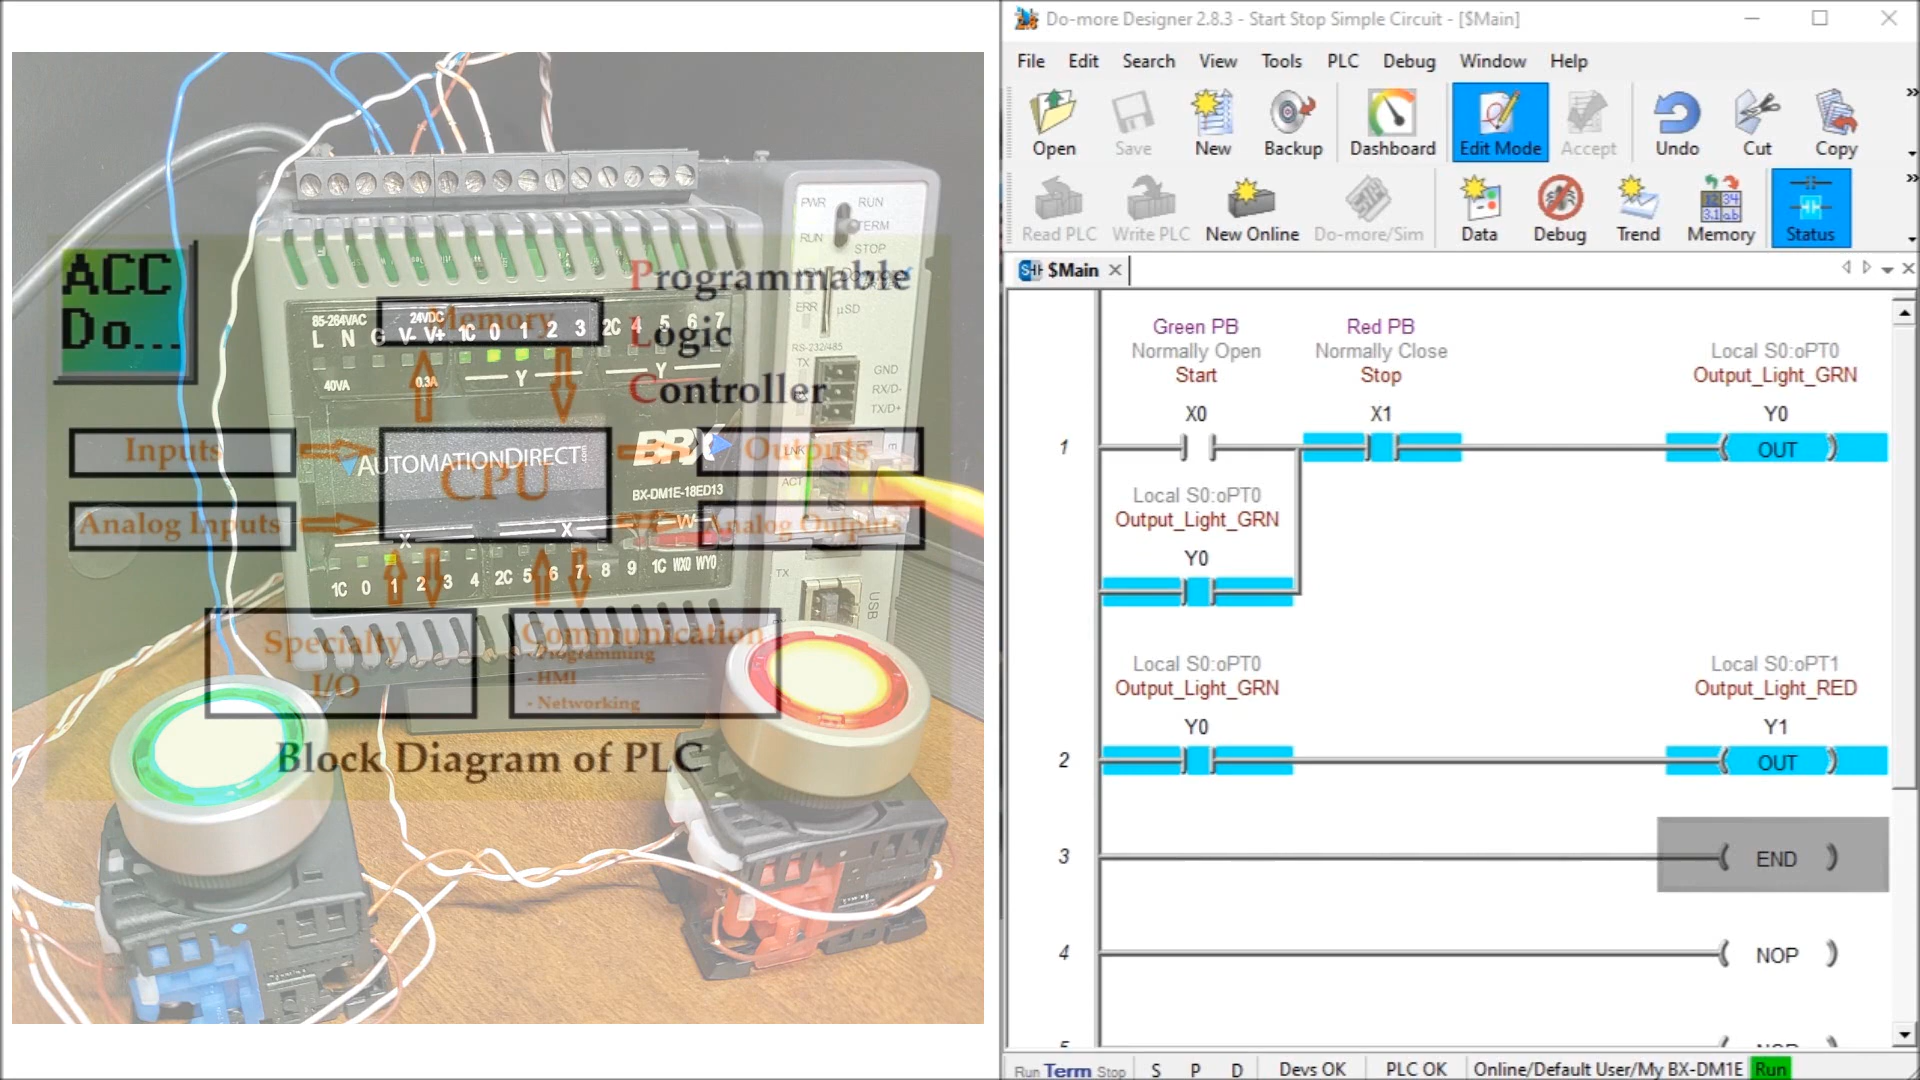 ACC
Do...
Programmable
Logic
Controller
Memory
Inputs
Analog Inputs
CPU
Outputs
Analog Outputs
Specialty
I/O
Communication
- Programming
- HMI
- Networking
Block Diagram of PLC
85-264VAC
24VDC
L N G V- V+ 1C 0 1 2 3 2C 4 5 6 7
40VA
0.3A
Y
Y
AUTOMATIONDIRECT.com
BRX
BX-DM1E-18ED13
X
X
1C 0 1 2 3 4 2C 5 6 7 8 9 1C WX0 WY0
PWR
RUN
RUN
TERM
STOP
ERR
µSD
RS-232/485
TX
GND
RX/D-
TX/D+
LNK
ACT
TX
USB
Do-more Designer 2.8.3 - Start Stop Simple Circuit - [$Main]
File Edit Search View Tools PLC Debug Window Help
Open Save New Backup Dashboard Edit Mode Accept Undo Cut Copy
Read PLC Write PLC New Online Do-more/Sim Data Debug Trend Memory Status
$Main
Green PB
Normally Open
Start
X0
Red PB
Normally Close
Stop
X1
Local S0:oPT0
Output_Light_GRN
Y0
1
OUT
Local S0:oPT0
Output_Light_GRN
Y0
Local S0:oPT0
Output_Light_GRN
Y0
Local S0:oPT1
Output_Light_RED
Y1
2
OUT
3
END
4
NOP
Run Term Stop S P D Devs OK PLC OK Online/Default User/My BX-DM1E Run